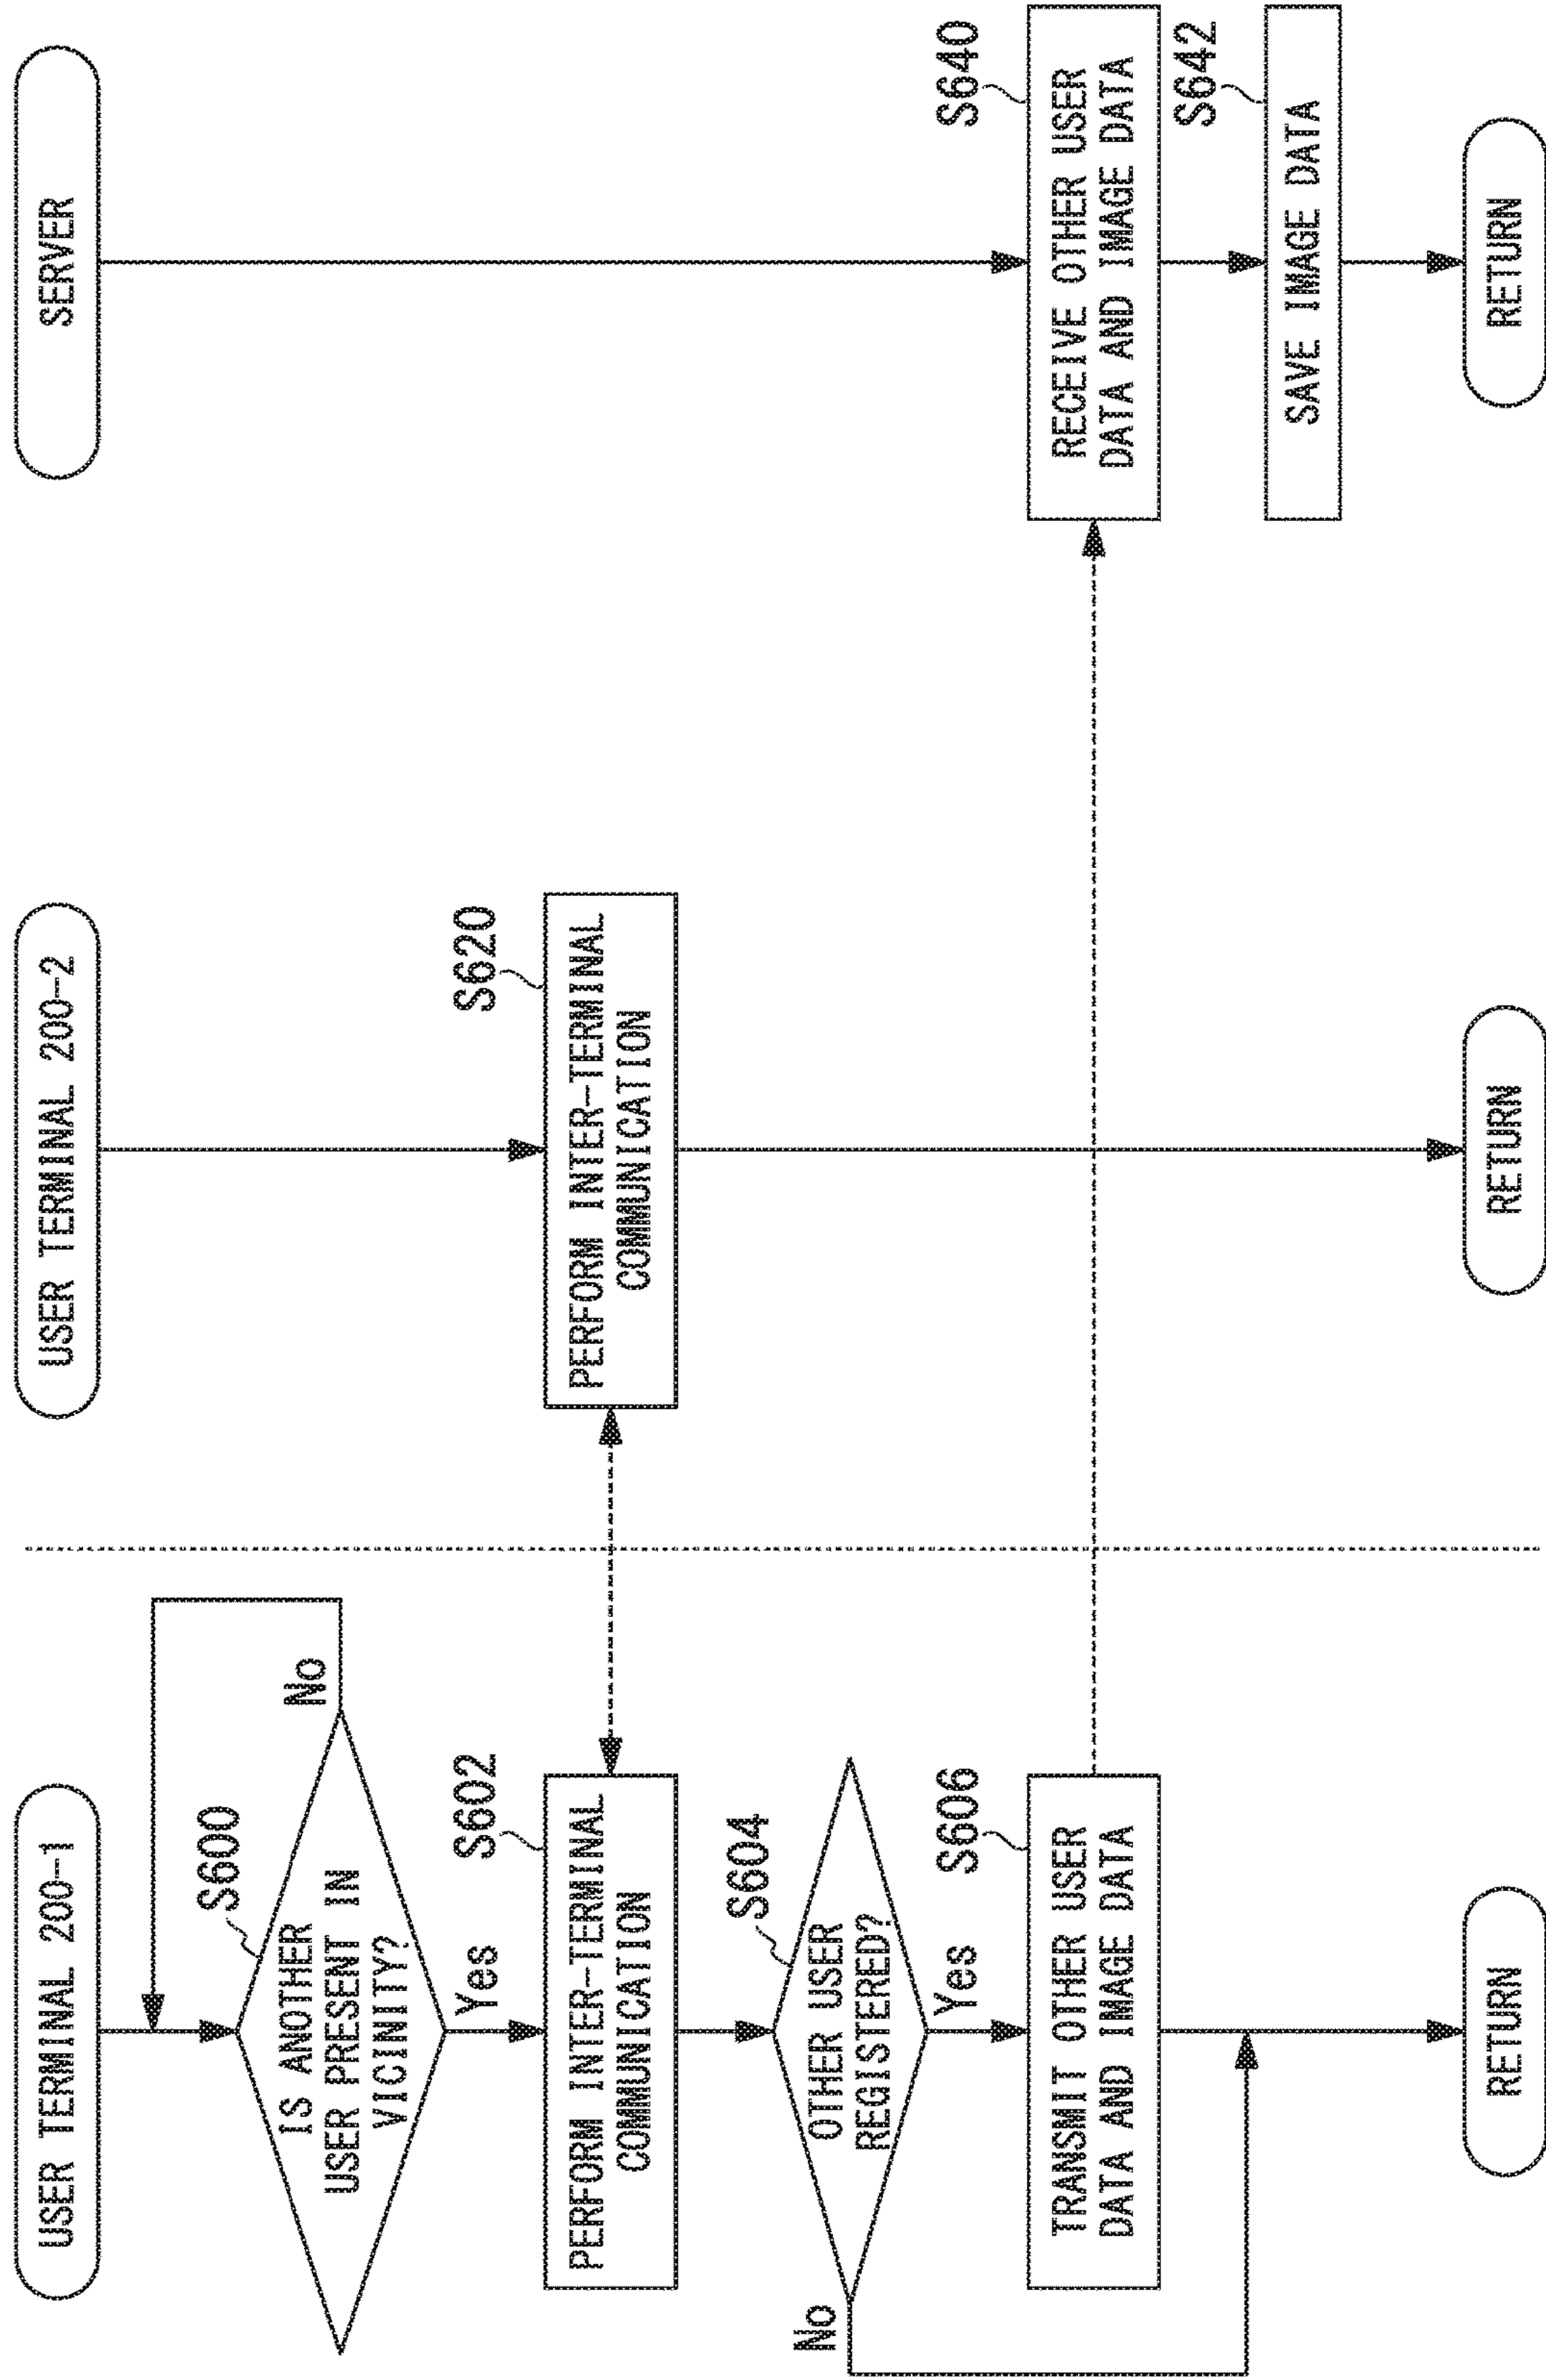 USER TERMINAL 200-1
USER TERMINAL 200-2
SERVER
S600
IS ANOTHER
USER PRESENT IN
VICINITY?
No
Yes
S602
PERFORM INTER-TERMINAL
COMMUNICATION
S620
PERFORM INTER-TERMINAL
COMMUNICATION
S604
OTHER USER
REGISTERED?
No
Yes
S606
TRANSMIT OTHER USER
DATA AND IMAGE DATA
S640
RECEIVE OTHER USER
DATA AND IMAGE DATA
S642
SAVE IMAGE DATA
RETURN
RETURN
RETURN